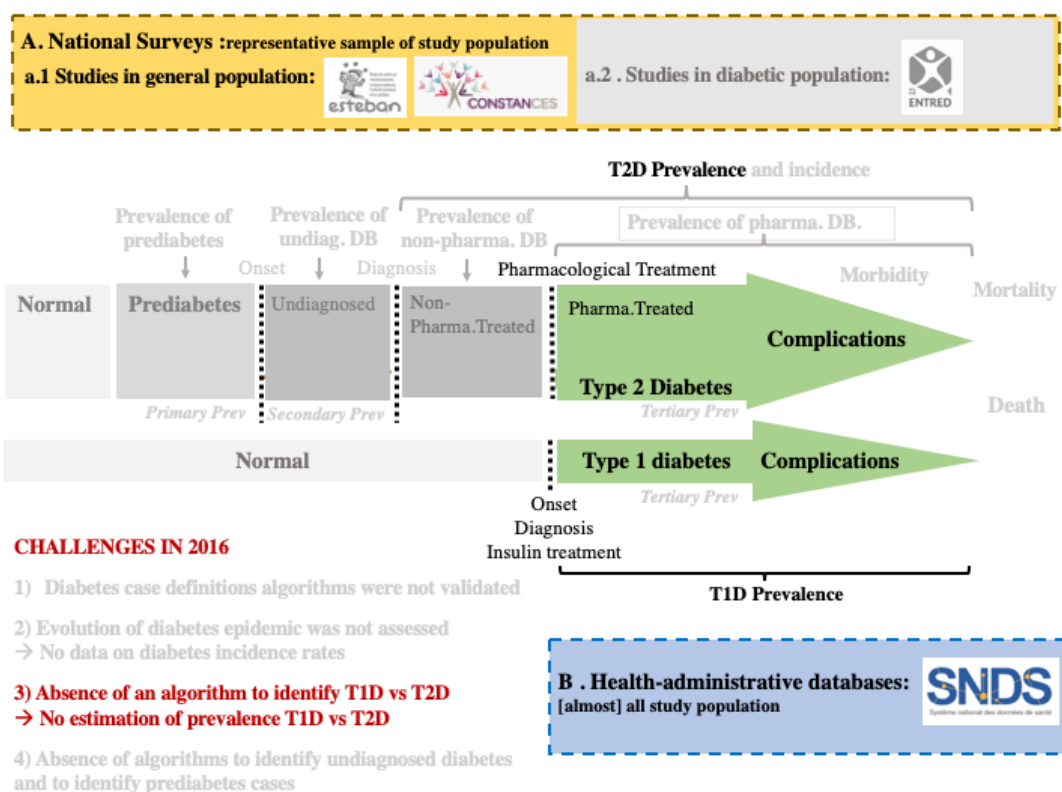 A. National Surveys :representative sample of study population
a.1 Studies in general population:
esteban
CONSTANCES
a.2 . Studies in diabetic population:
ENTRED
T2D Prevalence and incidence
Prevalence of
prediabetes
Prevalence of
undiag. DB
Prevalence of
non-pharma. DB
Prevalence of pharma. DB.
Onset
Diagnosis
Pharmacological Treatment
Morbidity
Mortality
Normal
Prediabetes
Undiagnosed
Non-
Pharma.Treated
Pharma.Treated
Complications
Type 2 Diabetes
Primary Prev
Secondary Prev
Tertiary Prev
Death
Normal
Type 1 diabetes
Complications
Tertiary Prev
Onset
Diagnosis
Insulin treatment
T1D Prevalence
CHALLENGES IN 2016
1) Diabetes case definitions algorithms were not validated
2) Evolution of diabetes epidemic was not assessed
→ No data on diabetes incidence rates
3) Absence of an algorithm to identify T1D vs T2D
→ No estimation of prevalence T1D vs T2D
4) Absence of algorithms to identify undiagnosed diabetes
and to identify prediabetes cases
B . Health-administrative databases:
[almost] all study population
SNDS
Système national des données de santé